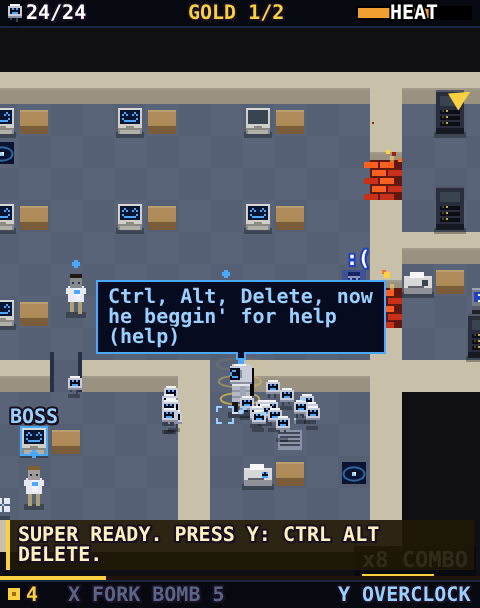 24/24 GOLD 1/2 HEAT
:(
Ctrl, Alt, Delete, now
he beggin' for help
(help)
BOSS
SUPER READY. PRESS Y: CTRL ALT
DELETE.
x8 COMBO
4 X FORK BOMB 5 Y OVERCLOCK